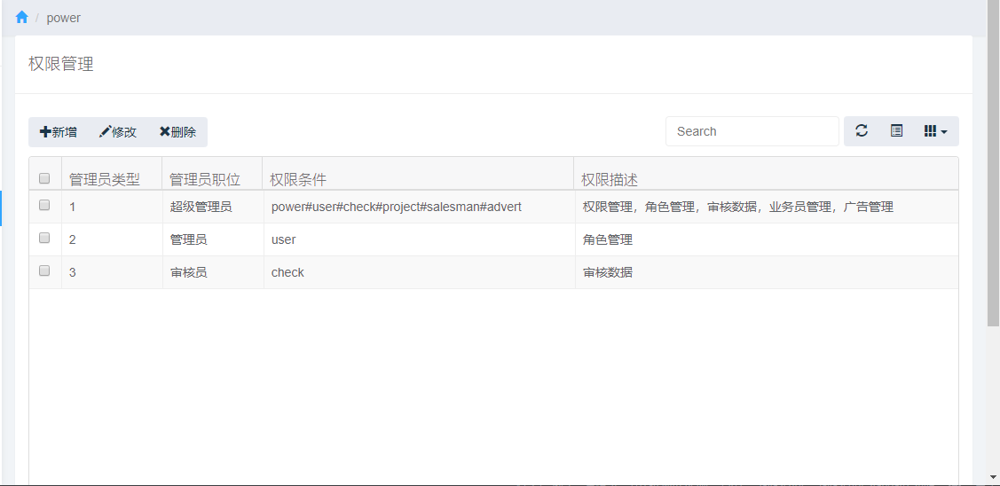 / power
权限管理
新增 修改 删除 Search
管理员类型 管理员职位 权限条件 权限描述
1 超级管理员 power#user#check#project#salesman#advert 权限管理，角色管理，审核数据，业务员管理，广告管理
2 管理员 user 角色管理
3 审核员 check 审核数据